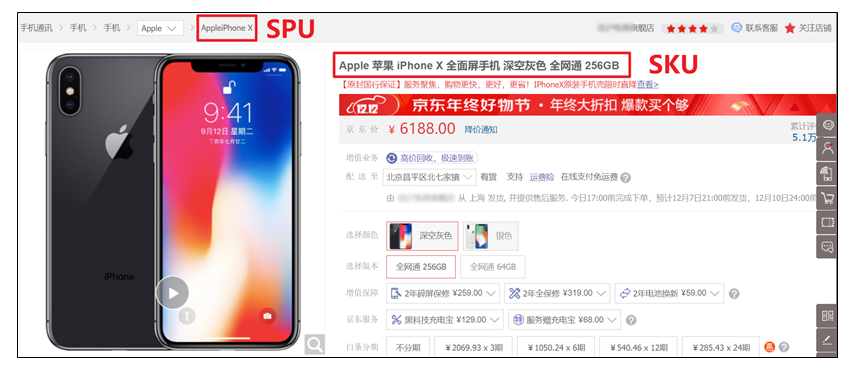 手机通讯 > 手机 > 手机 > Apple > AppleiPhone X SPU 旗舰店 联系客服 关注店铺
Apple 苹果 iPhone X 全面屏手机 深空灰色 全网通 256GB SKU
【原封国行保证】服务聚焦，购物更快，更好，更省！IPhoneX原装手机壳限时直降查看>
12.12 京东年终好物节・年终大折扣 爆款买个够
京东价 ¥ 6188.00 降价通知 累计评
5.1万
增值业务 高价回收，极速到账
配送至 北京昌平区北七家镇 有货 支持 运费险 在线支付免运费
由 从 上海 发货, 并提供售后服务. 今日17:00前完成下单，预计12月7日21:00前发货，12月10日24:00前
选择颜色 深空灰色 银色
选择版本 全网通 256GB 全网通 64GB
增值保障 2年碎屏保修 ¥259.00 2年全保修 ¥319.00 2年电池换新 ¥59.00
京东服务 黑科技充电宝 ¥129.00 服务赠充电宝 ¥68.00
白条分期 不分期 ¥ 2069.93 x 3期 ¥ 1050.24 x 6期 ¥ 540.46 x 12期 ¥ 285.43 x 24期
9:41
9月12日 星期二
iPhone